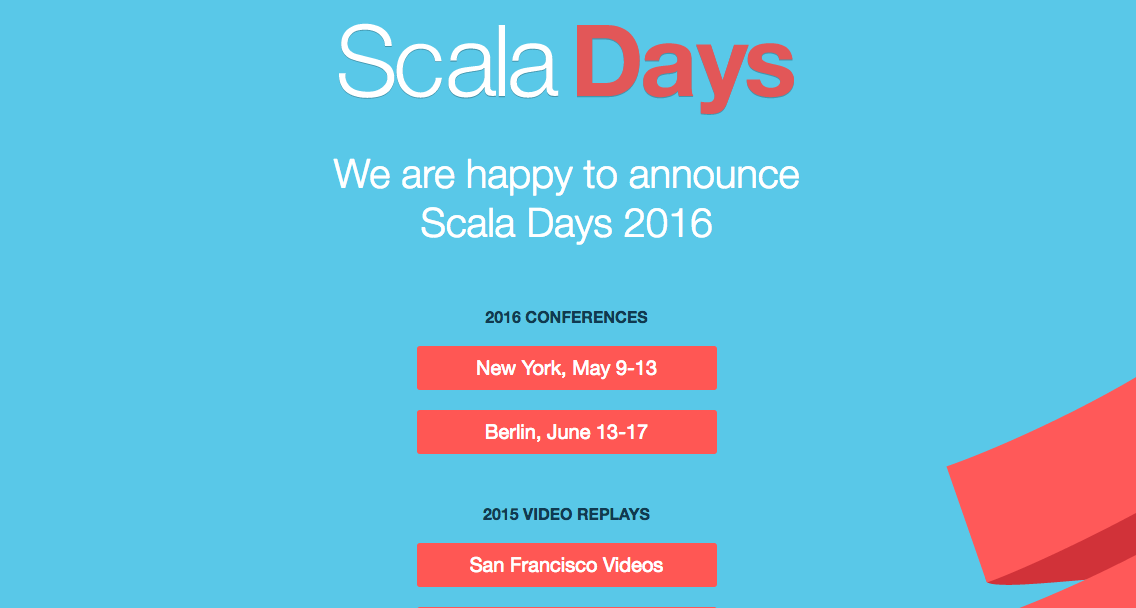 Scala Days
We are happy to announce
Scala Days 2016
2016 CONFERENCES
New York, May 9-13
Berlin, June 13-17
2015 VIDEO REPLAYS
San Francisco Videos